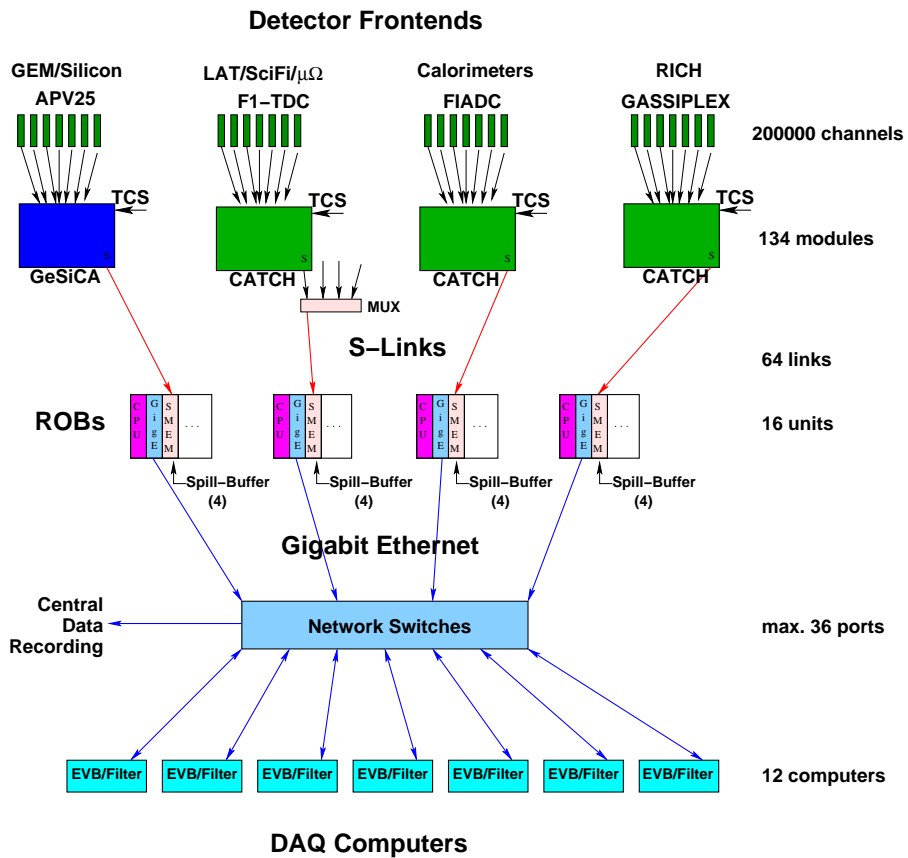 Detector Frontends
GEM/Silicon
LAT/SciFi/μΩ
Calorimeters
RICH
APV25
F1−TDC
FIADC
GASSIPLEX
200000 channels
TCS
TCS
TCS
TCS
134 modules
S
S
S
S
GeSiCA
CATCH
CATCH
CATCH
MUX
S−Links
64 links
ROBs
CPU
GigE
SMEM
...
CPU
GigE
SMEM
...
CPU
GigE
SMEM
...
CPU
GigE
SMEM
...
16 units
Spill−Buffer
(4)
Spill−Buffer
(4)
Spill−Buffer
(4)
Spill−Buffer
(4)
Gigabit Ethernet
Central
Data
Recording
Network Switches
max. 36 ports
EVB/Filter
EVB/Filter
EVB/Filter
EVB/Filter
EVB/Filter
EVB/Filter
EVB/Filter
12 computers
DAQ Computers